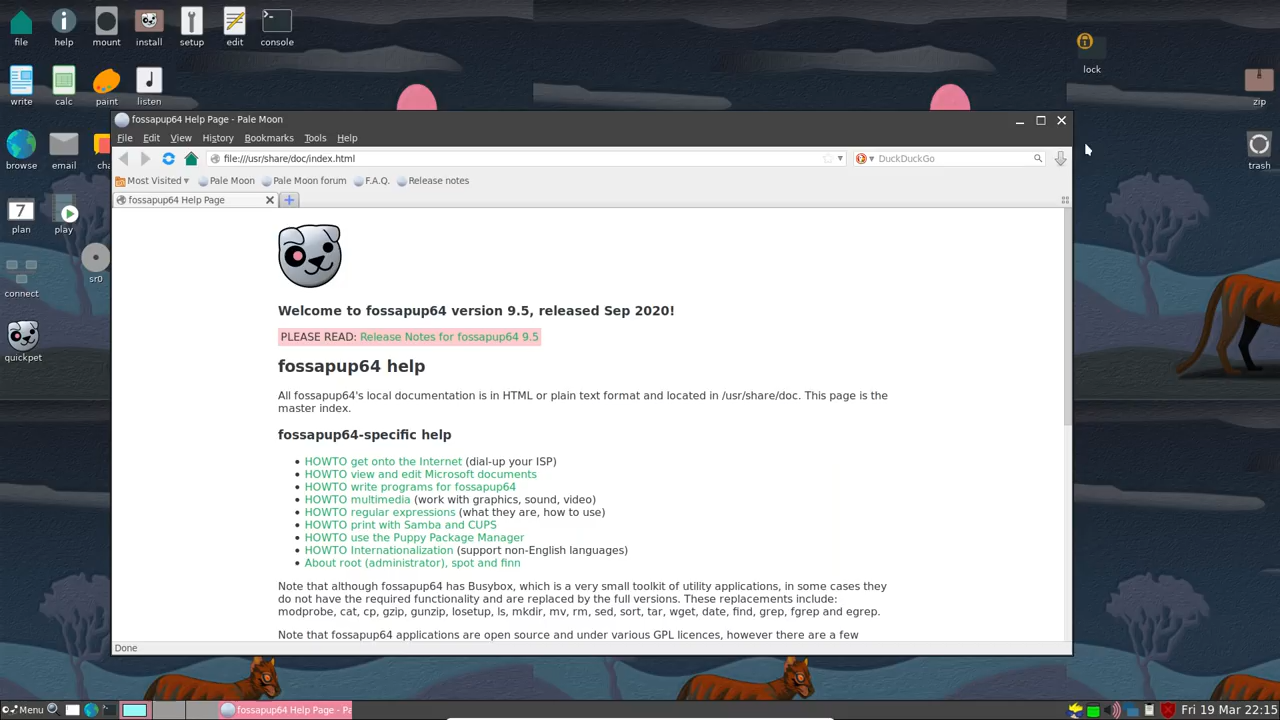 file
help
mount
install
setup
edit
console
lock
write
calc
paint
listen
zip
fossapup64 Help Page - Pale Moon
File Edit View History Bookmarks Tools Help
browse
email
chat
trash
file:///usr/share/doc/index.html
DuckDuckGo
Most Visited
Pale Moon
Pale Moon forum
F.A.Q.
Release notes
fossapup64 Help Page
7
plan
play
sr0
connect
quickpet
Welcome to fossapup64 version 9.5, released Sep 2020!
PLEASE READ: Release Notes for fossapup64 9.5
fossapup64 help
All fossapup64's local documentation is in HTML or plain text format and located in /usr/share/doc. This page is the
master index.
fossapup64-specific help
HOWTO get onto the Internet (dial-up your ISP)
HOWTO view and edit Microsoft documents
HOWTO write programs for fossapup64
HOWTO multimedia (work with graphics, sound, video)
HOWTO regular expressions (what they are, how to use)
HOWTO print with Samba and CUPS
HOWTO use the Puppy Package Manager
HOWTO Internationalization (support non-English languages)
About root (administrator), spot and finn
Note that although fossapup64 has Busybox, which is a very small toolkit of utility applications, in some cases they
do not have the required functionality and are replaced by the full versions. These replacements include:
modprobe, cat, cp, gzip, gunzip, losetup, ls, mkdir, mv, rm, sed, sort, tar, wget, date, find, grep, fgrep and egrep.
Note that fossapup64 applications are open source and under various GPL licences, however there are a few
Done
Menu
fossapup64 Help Page - Pa
Fri 19 Mar 22:15